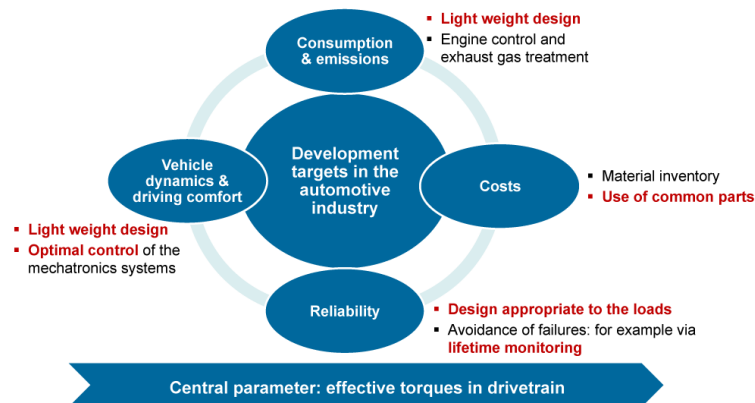 Consumption
& emissions
▪ Light weight design
▪ Engine control and
exhaust gas treatment
Development
targets in the
automotive
industry
Vehicle
dynamics &
driving comfort
▪ Light weight design
▪ Optimal control of the
mechatronics systems
Costs
▪ Material inventory
▪ Use of common parts
Reliability
▪ Design appropriate to the loads
▪ Avoidance of failures: for example via
lifetime monitoring
Central parameter: effective torques in drivetrain